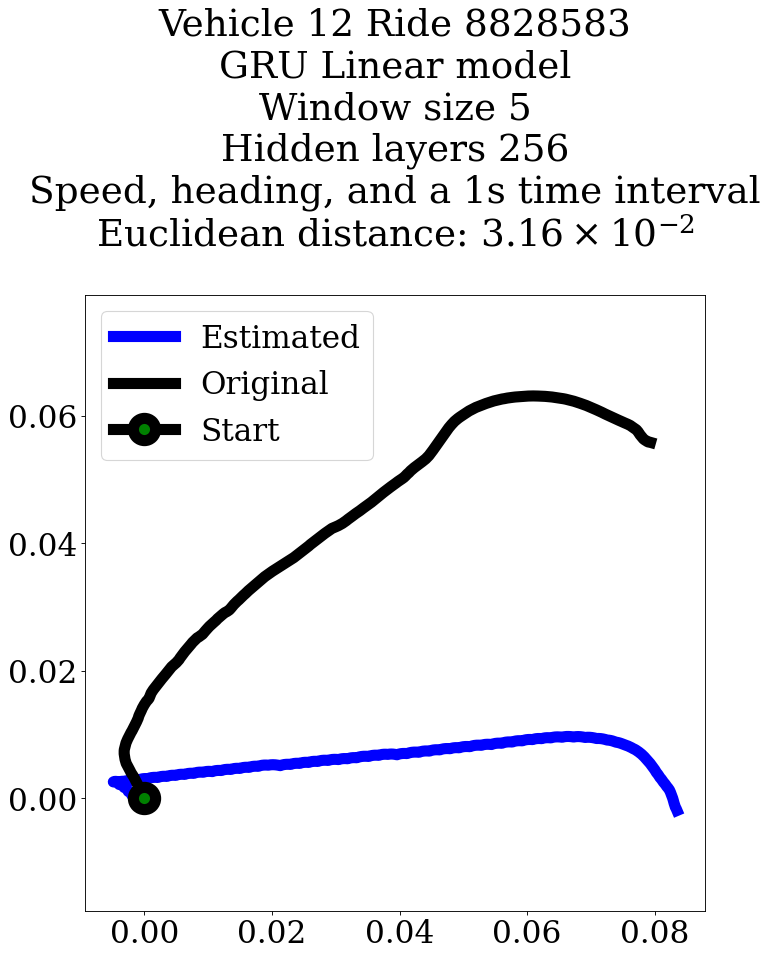 Vehicle 12 Ride 8828583
GRU Linear model
Window size 5
Hidden layers 256
Speed, heading, and a 1s time interval
Euclidean distance: 3.16 × 10⁻²
Estimated
Original
Start
0.06
0.04
0.02
0.00
0.00 0.02 0.04 0.06 0.08